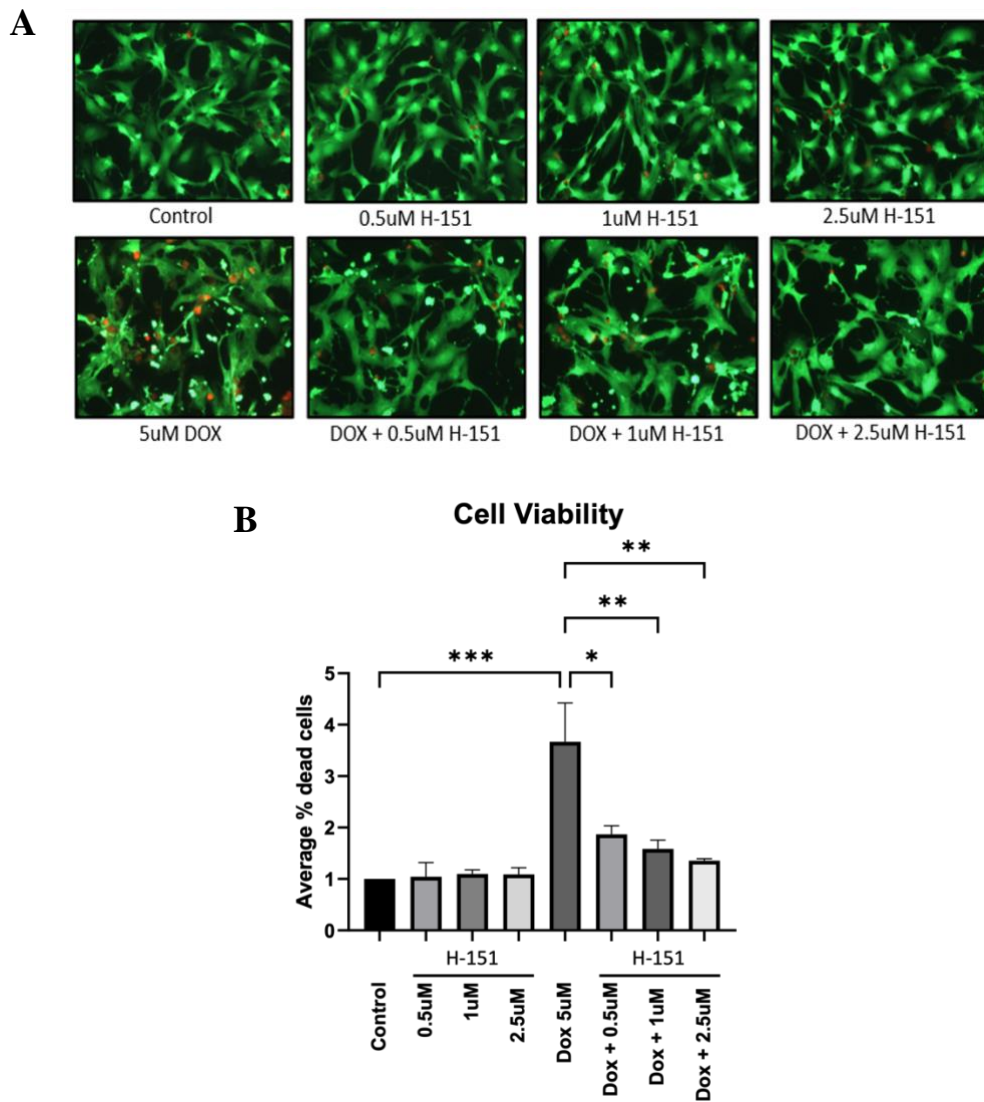 A
Control
0.5uM H-151
1uM H-151
2.5uM H-151
5uM DOX
DOX + 0.5uM H-151
DOX + 1uM H-151
DOX + 2.5uM H-151
B
Cell Viability
**
**
***
*
Average % dead cells
5
4
3
2
1
0
H-151
H-151
Control
0.5uM
1uM
2.5uM
Dox 5uM
Dox + 0.5uM
Dox + 1uM
Dox + 2.5uM